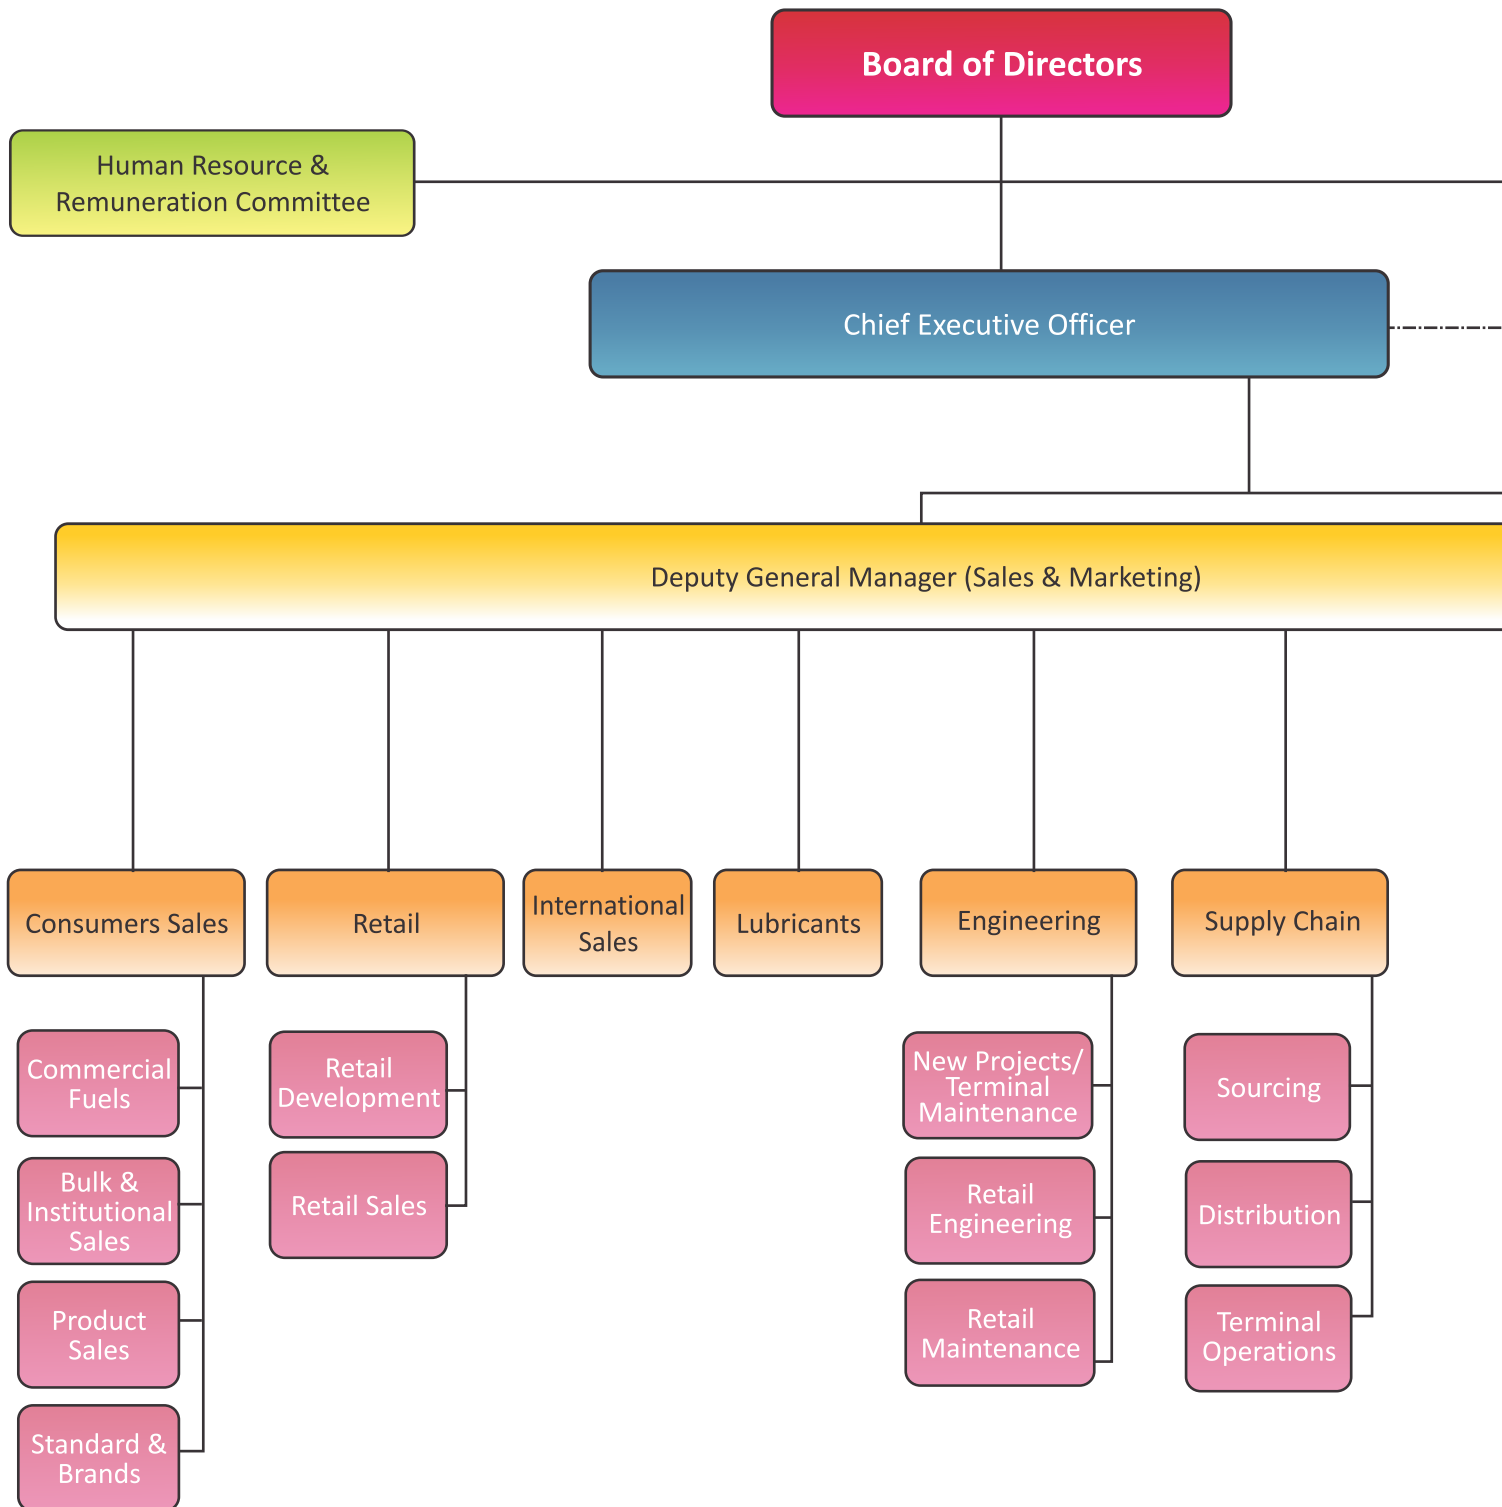 Board of Directors
Human Resource &
Remuneration Committee
Chief Executive Officer
Deputy General Manager (Sales & Marketing)
Consumers Sales
Retail
International
Sales
Lubricants
Engineering
Supply Chain
Commercial
Fuels
Bulk &
Institutional
Sales
Product
Sales
Standard &
Brands
Retail
Development
Retail Sales
New Projects/
Terminal
Maintenance
Retail
Engineering
Retail
Maintenance
Sourcing
Distribution
Terminal
Operations